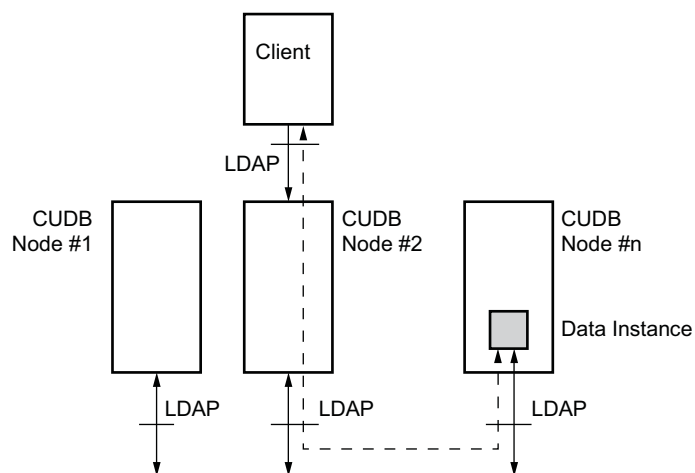 Client
LDAP
CUDB
Node #1
CUDB
Node #2
CUDB
Node #n
Data Instance
LDAP
LDAP
LDAP